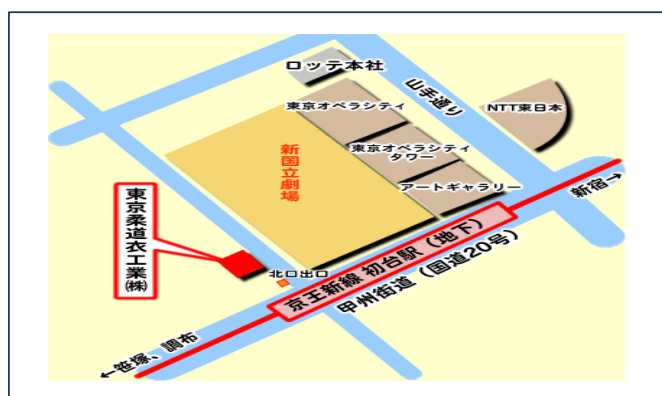 ロッテ本社
山手通り
NTT東日本
東京オペラシティ
東京オペラシティ
タワー
アートギャラリー
新国立劇場
新宿→
東京柔道衣工業
㈱
北口出口
京王新線 初台駅（地下）
甲州街道（国道20号）
←笹塚、調布